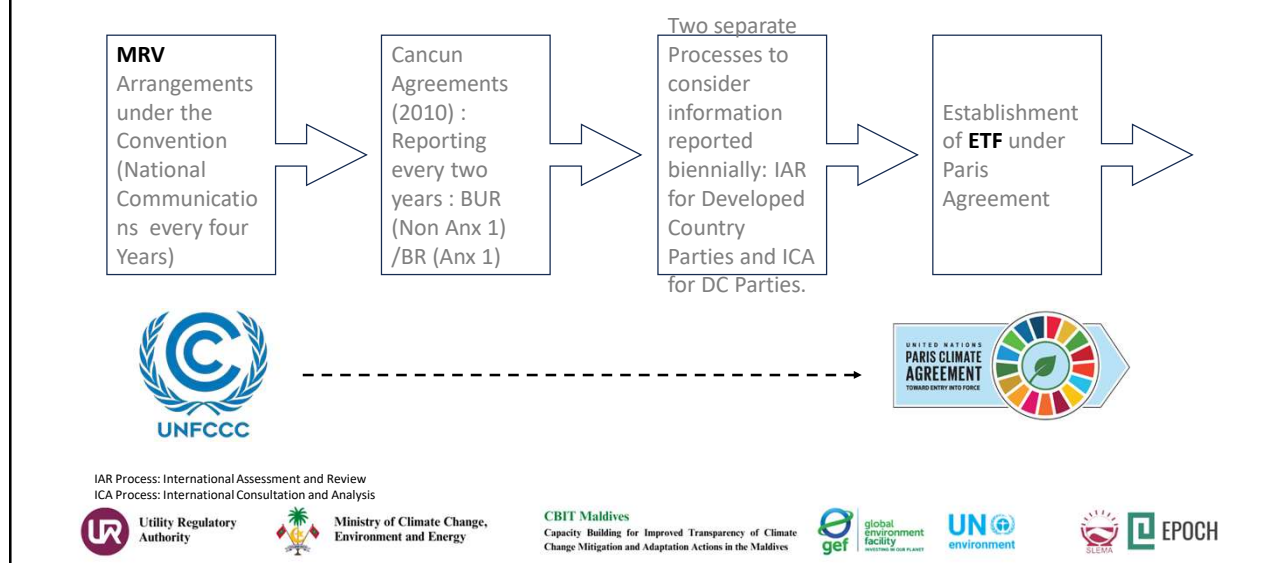 MRV
Arrangements
under the
Convention
(National
Communicatio
ns every four
Years)
Cancun
Agreements
(2010) :
Reporting
every two
years : BUR
(Non Anx 1)
/BR (Anx 1)
Two separate
Processes to
consider
information
reported
biennially: IAR
for Developed
Country
Parties and ICA
for DC Parties.
Establishment
of ETF under
Paris
Agreement
UNFCCC
UNITED NATIONS
PARIS CLIMATE
AGREEMENT
TOWARD ENTRY INTO FORCE
IAR Process: International Assessment and Review
ICA Process: International Consultation and Analysis
UR
Utility Regulatory
Authority
Ministry of Climate Change,
Environment and Energy
CBIT Maldives
Capacity Building for Improved Transparency of Climate
Change Mitigation and Adaptation Actions in the Maldives
gef
global
environment
facility
INVESTING IN OUR PLANET
UN
environment
SLEMA
EPOCH